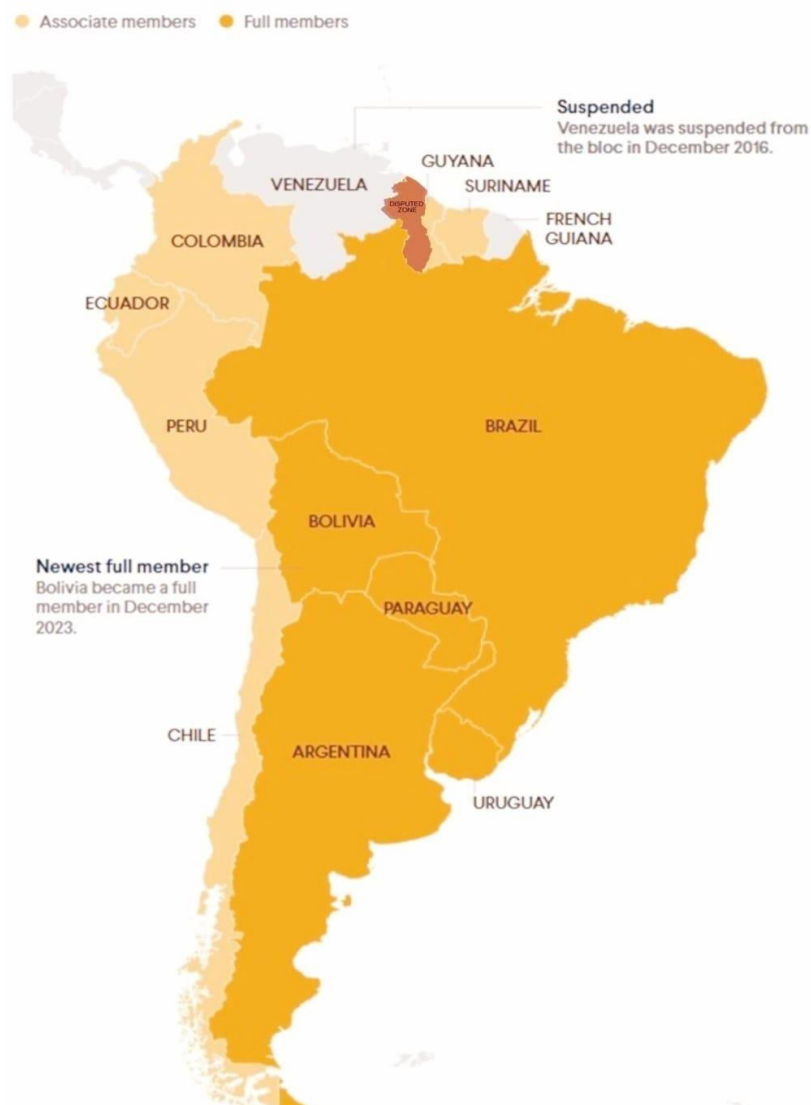 Associate members
Full members
Suspended
Venezuela was suspended from
the bloc in December 2016.
GUYANA
VENEZUELA
SURINAME
DISPUTED
ZONE
FRENCH
GUIANA
COLOMBIA
ECUADOR
PERU
BRAZIL
BOLIVIA
Newest full member
Bolivia became a full
member in December
2023.
PARAGUAY
CHILE
ARGENTINA
URUGUAY